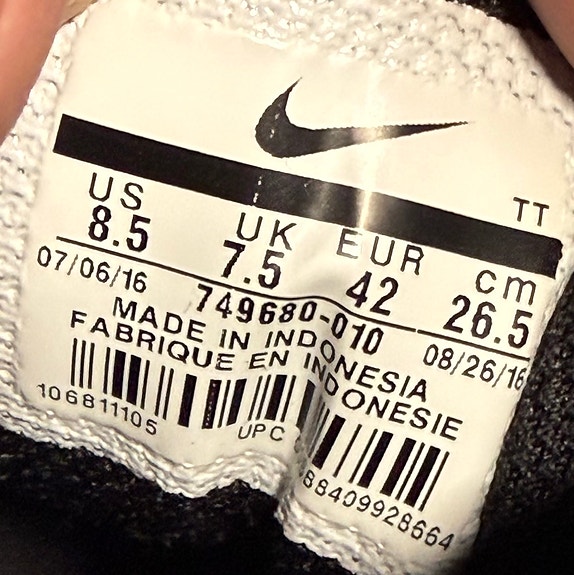 TT
US UK EUR cm
8.5 7.5 42 26.5
07/06/16 749680-010 08/26/16
MADE IN INDONESIA
FABRIQUE EN INDONESIE
106811105 UPC 88409928664